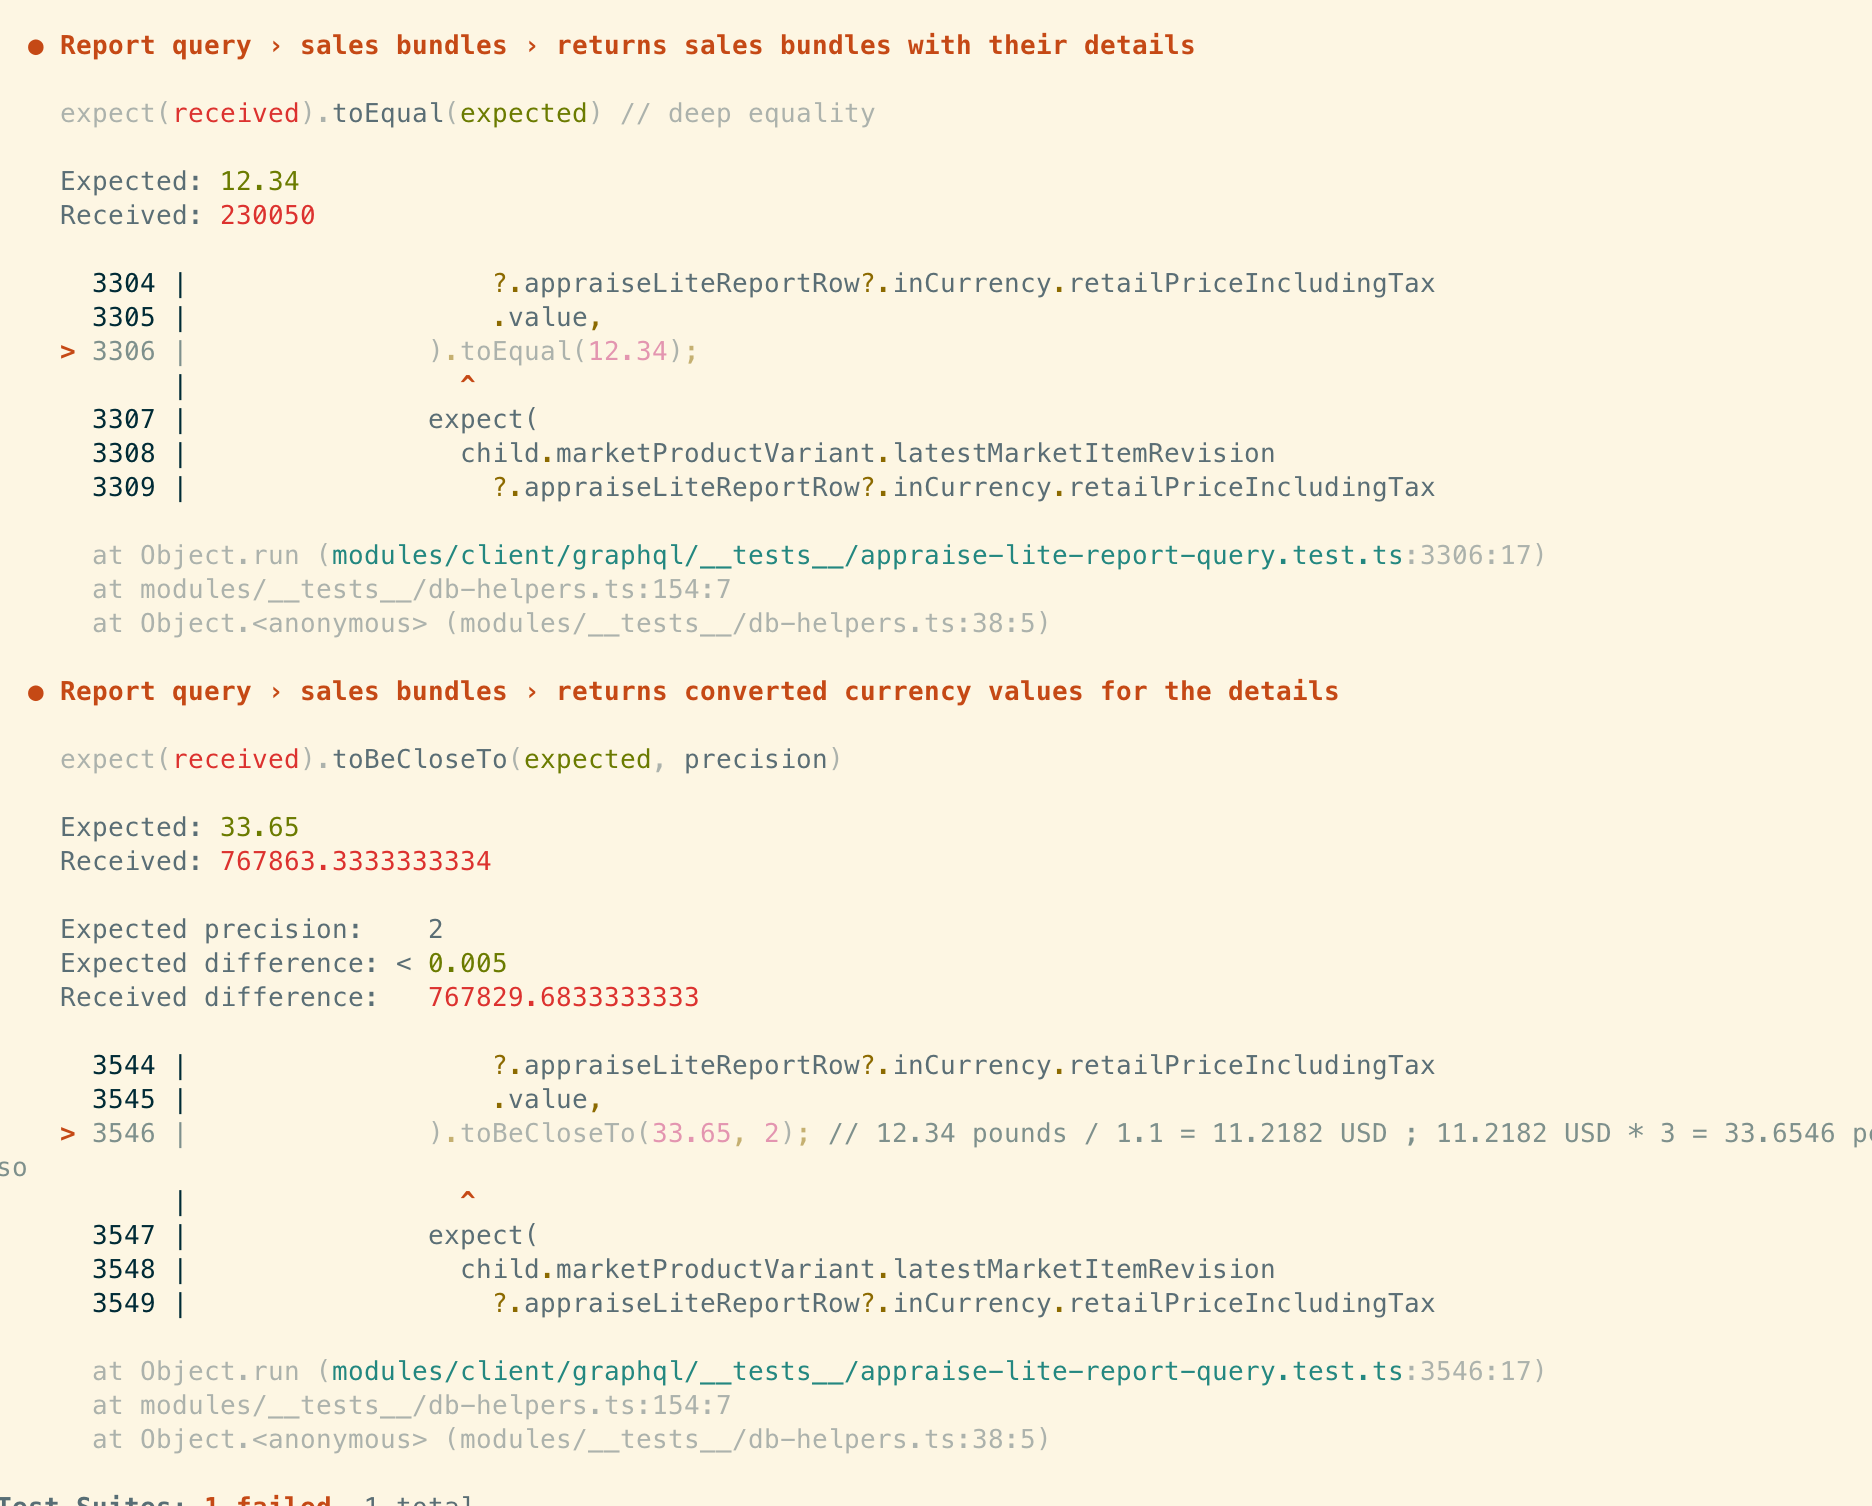 ● Report query › sales bundles › returns sales bundles with their details
expect(received).toEqual(expected) // deep equality
Expected: 12.34
Received: 230050
3304 | ?.appraiseLiteReportRow?.inCurrency.retailPriceIncludingTax
3305 | .value,
> 3306 | ).toEqual(12.34);
| ^
3307 | expect(
3308 | child.marketProductVariant.latestMarketItemRevision
3309 | ?.appraiseLiteReportRow?.inCurrency.retailPriceIncludingTax
at Object.run (modules/client/graphql/__tests__/appraise-lite-report-query.test.ts:3306:17)
at modules/__tests__/db-helpers.ts:154:7
at Object.<anonymous> (modules/__tests__/db-helpers.ts:38:5)
● Report query › sales bundles › returns converted currency values for the details
expect(received).toBeCloseTo(expected, precision)
Expected: 33.65
Received: 767863.3333333334
Expected precision: 2
Expected difference: < 0.005
Received difference: 767829.6833333333
3544 | ?.appraiseLiteReportRow?.inCurrency.retailPriceIncludingTax
3545 | .value,
> 3546 | ).toBeCloseTo(33.65, 2); // 12.34 pounds / 1.1 = 11.2182 USD ; 11.2182 USD * 3 = 33.6546 pe
so
| ^
3547 | expect(
3548 | child.marketProductVariant.latestMarketItemRevision
3549 | ?.appraiseLiteReportRow?.inCurrency.retailPriceIncludingTax
at Object.run (modules/client/graphql/__tests__/appraise-lite-report-query.test.ts:3546:17)
at modules/__tests__/db-helpers.ts:154:7
at Object.<anonymous> (modules/__tests__/db-helpers.ts:38:5)
Test Suites: 1 failed, 1 total